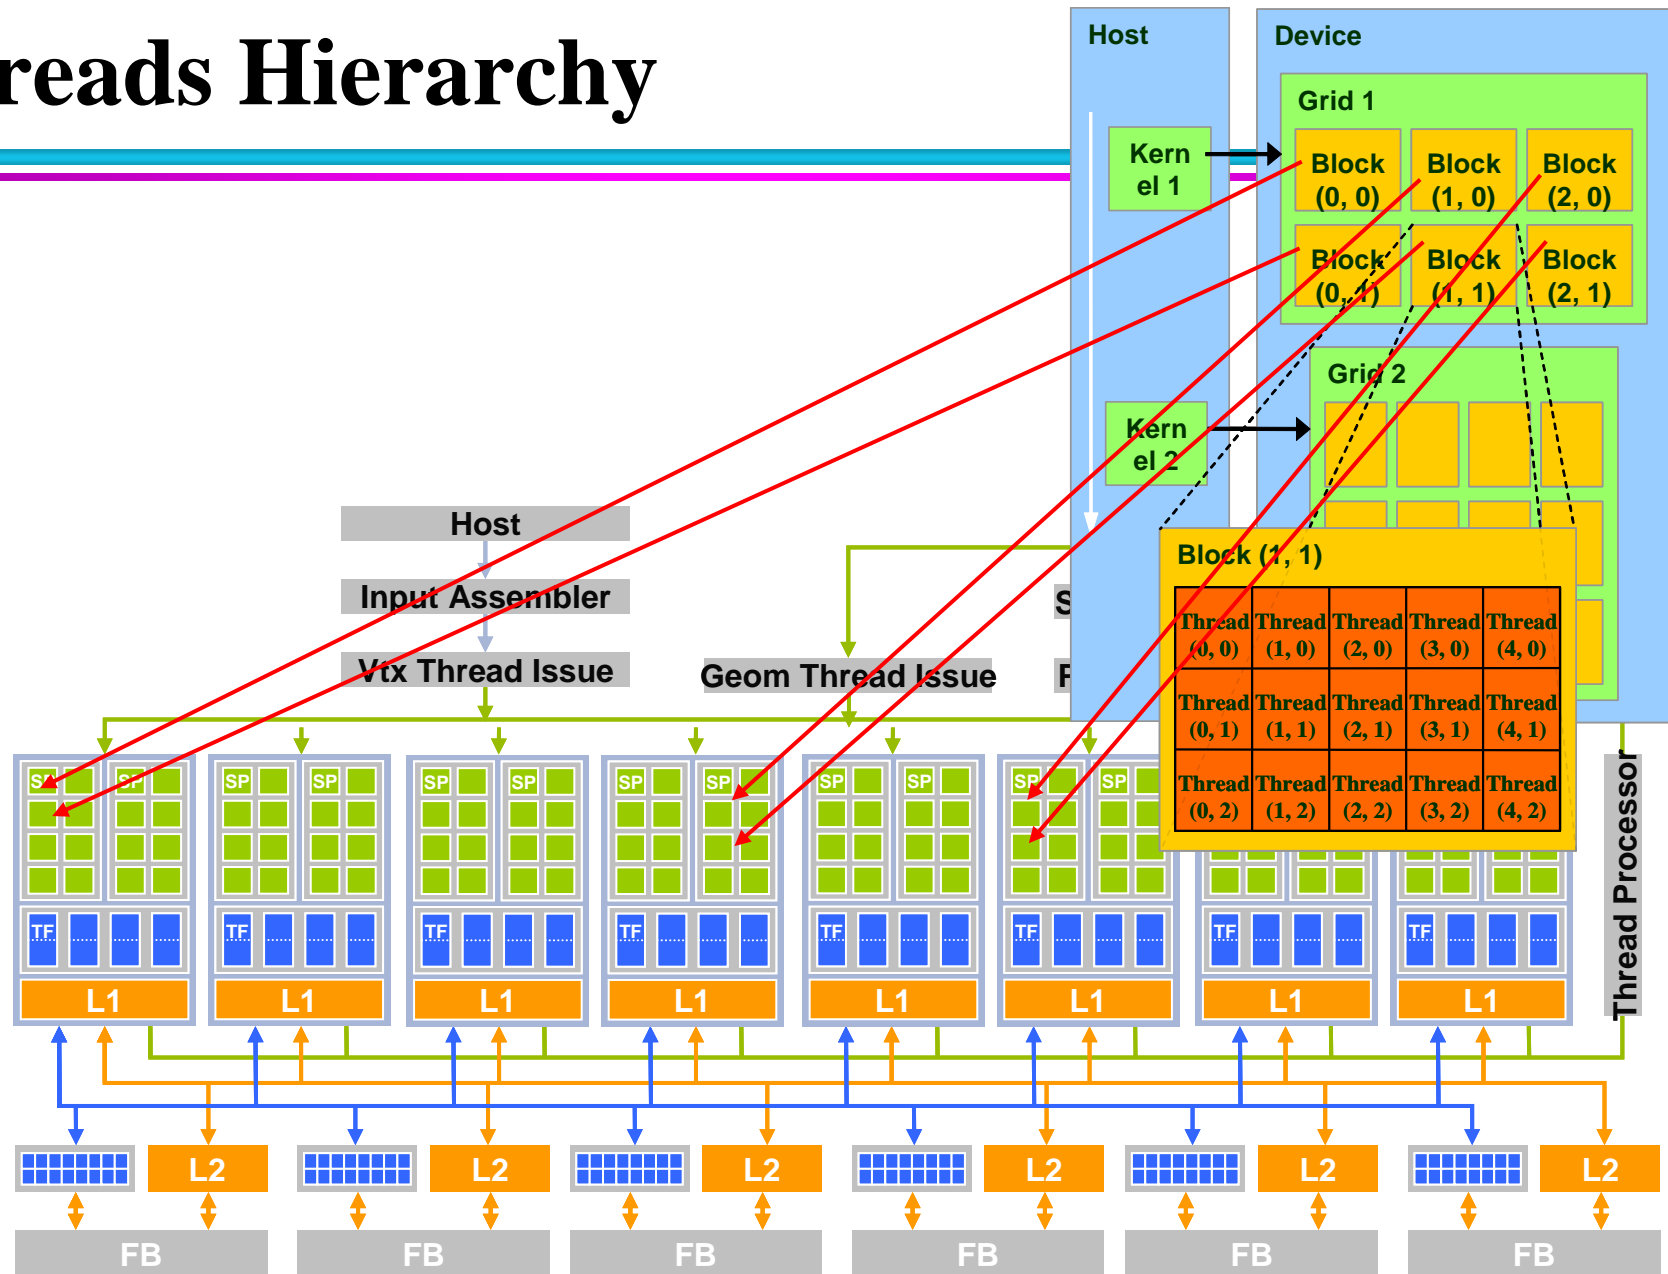 reads Hierarchy
Host
Device
Grid 1
Kern
el 1
Block
(0, 0)
Block
(1, 0)
Block
(2, 0)
Block
(0, 1)
Block
(1, 1)
Block
(2, 1)
Grid 2
Kern
el 2
Block (1, 1)
Thread
(0, 0)
Thread
(1, 0)
Thread
(2, 0)
Thread
(3, 0)
Thread
(4, 0)
Thread
(0, 1)
Thread
(1, 1)
Thread
(2, 1)
Thread
(3, 1)
Thread
(4, 1)
Thread
(0, 2)
Thread
(1, 2)
Thread
(2, 2)
Thread
(3, 2)
Thread
(4, 2)
Host
Input Assembler
Vtx Thread Issue
Geom Thread Issue
S
Thread Processor
SP
SP
SP
SP
SP
SP
SP
SP
SP
SP
SP
SP
TF
TF
TF
TF
TF
TF
TF
TF
L1
L1
L1
L1
L1
L1
L1
L1
L2
L2
L2
L2
L2
L2
FB
FB
FB
FB
FB
FB